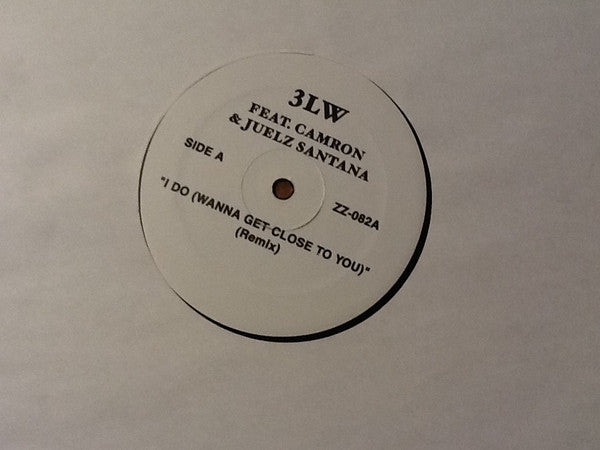 3LW
FEAT. CAMRON
& JUELZ SANTANA
SIDE A
ZZ-082A
"I DO (WANNA GET CLOSE TO YOU)"
(Remix)